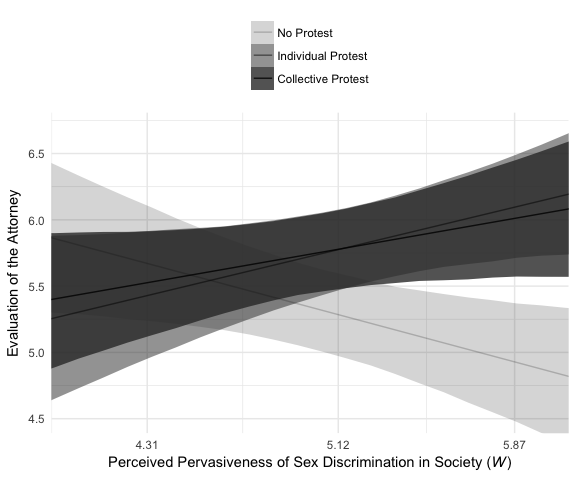 No Protest
Individual Protest
Collective Protest
6.5
6.0
5.5
5.0
4.5
Evaluation of the Attorney
4.31 5.12 5.87
Perceived Pervasiveness of Sex Discrimination in Society (W)